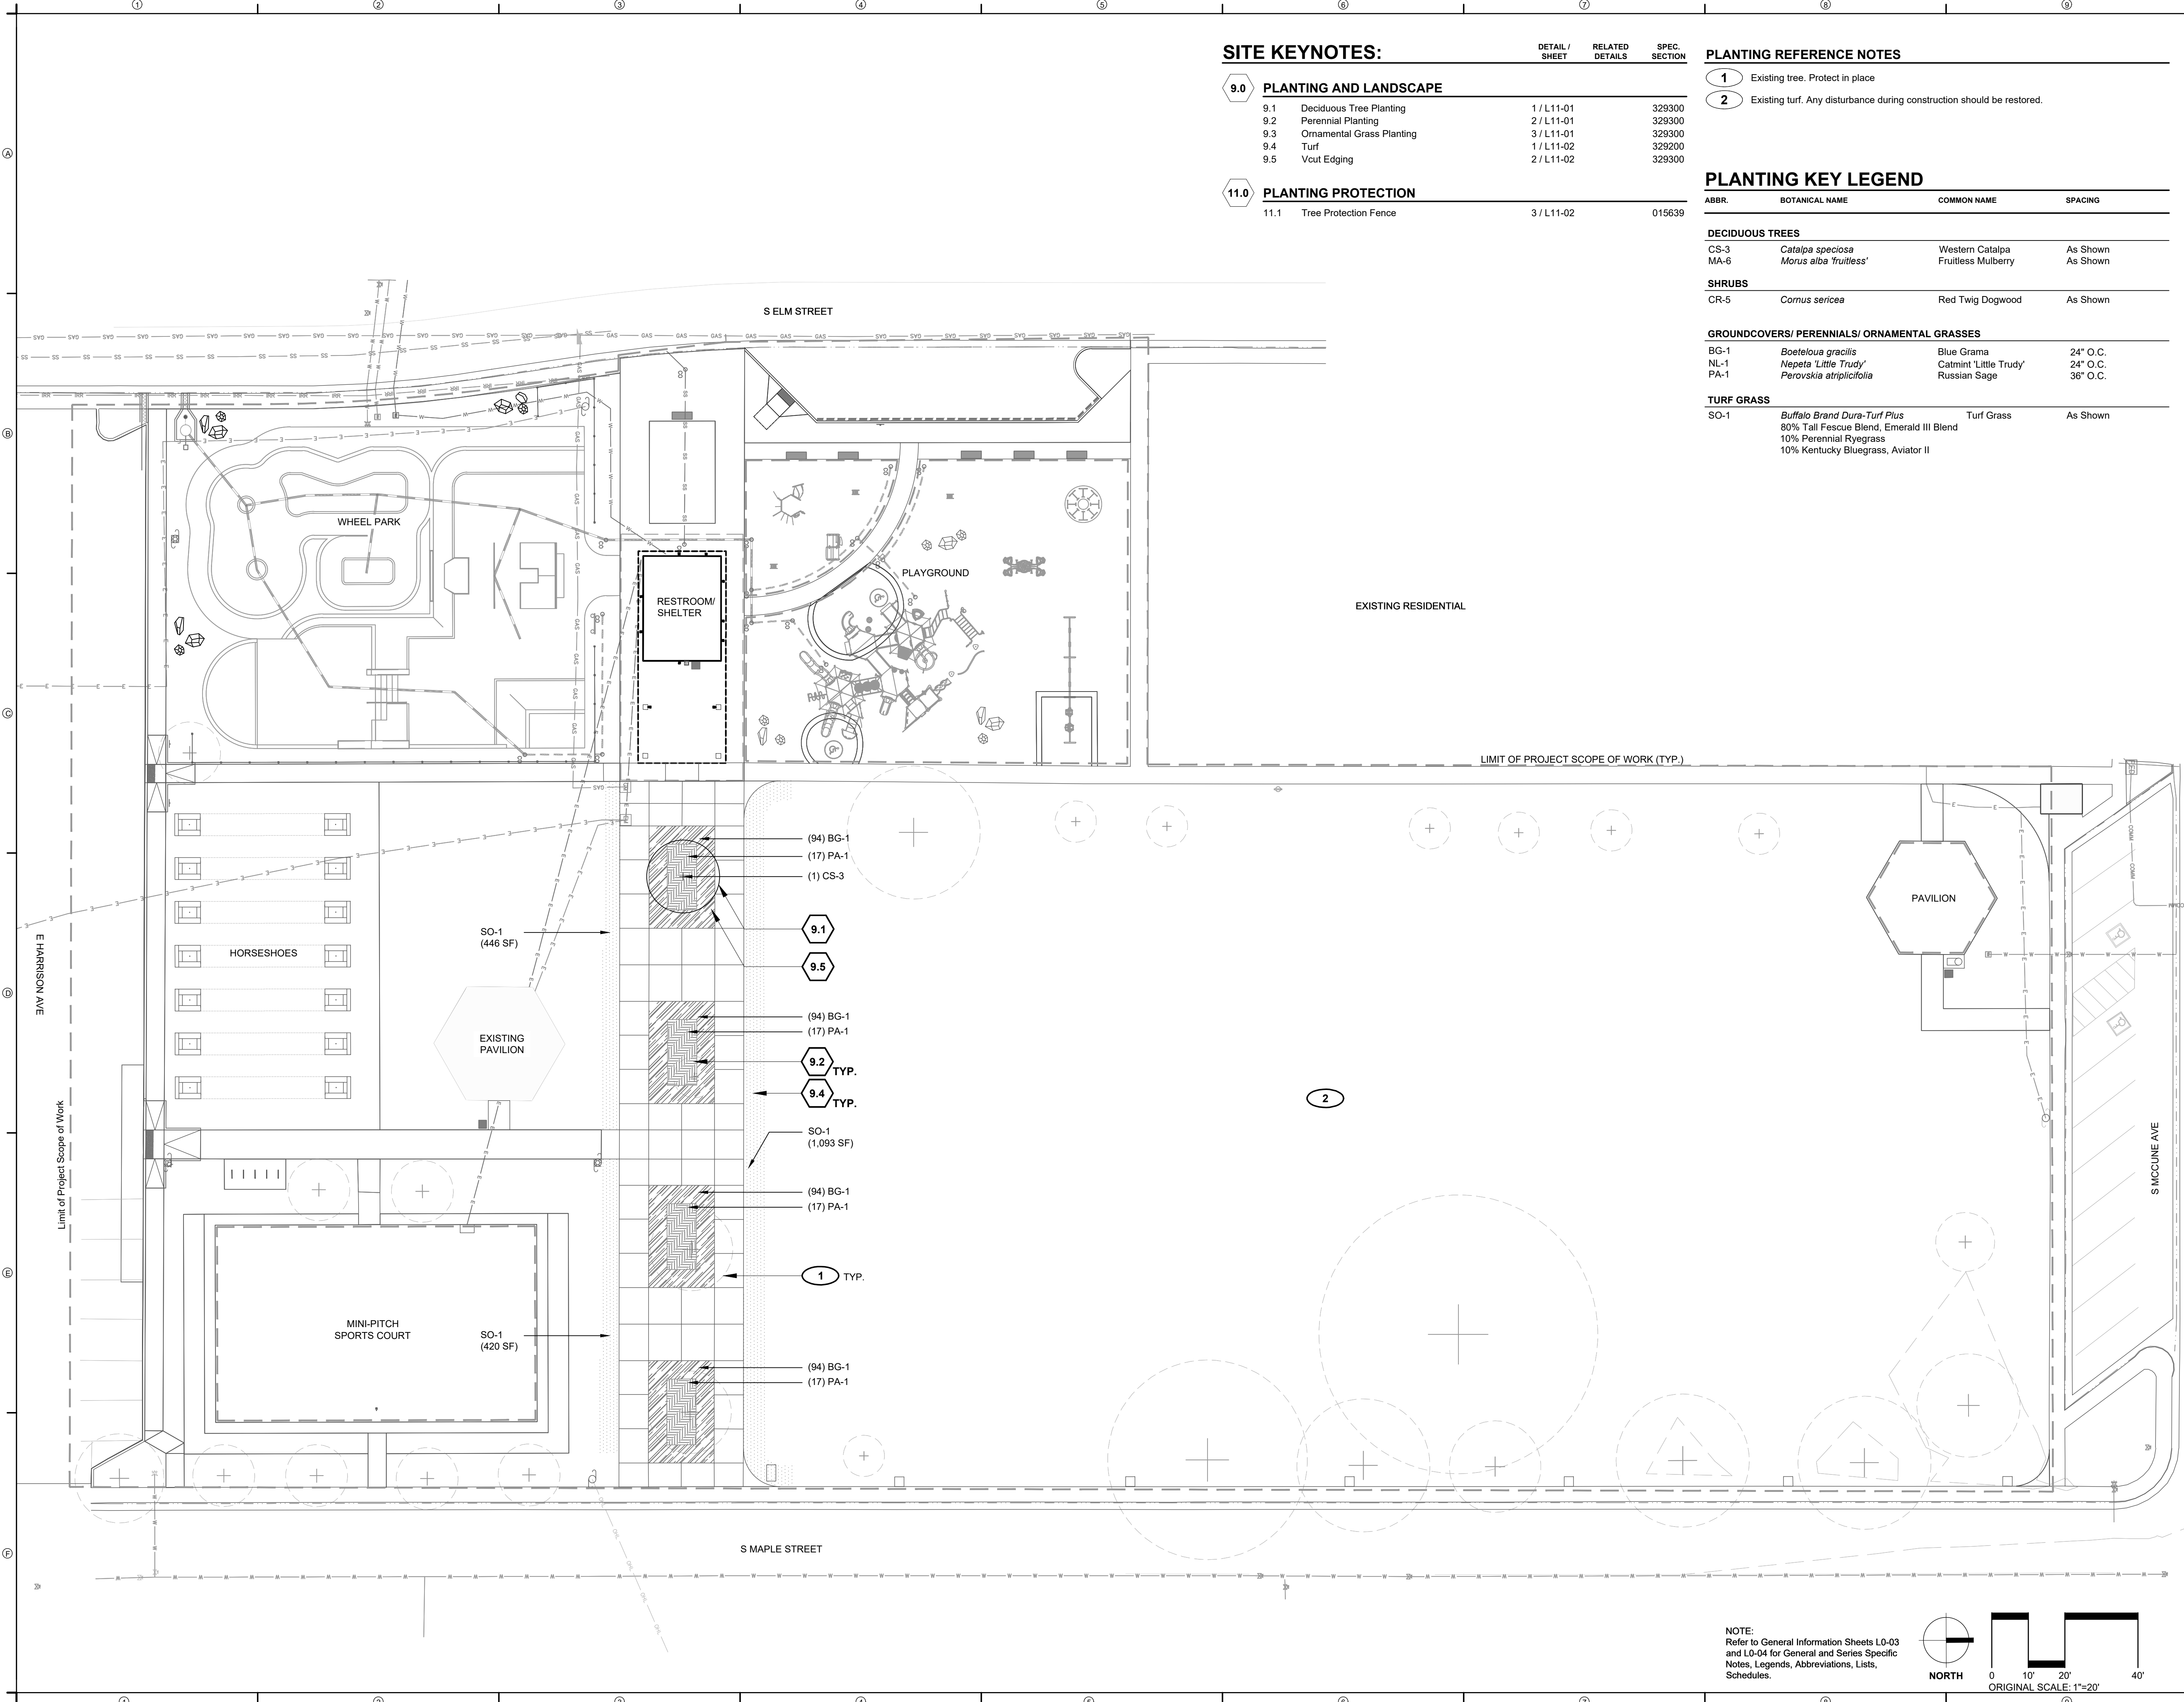 SITE KEYNOTES:
DETAIL / SHEET
RELATED DETAILS
SPEC. SECTION
9.0 PLANTING AND LANDSCAPE
9.1 Deciduous Tree Planting 1 / L11-01 329300
9.2 Perennial Planting 2 / L11-01 329300
9.3 Ornamental Grass Planting 3 / L11-01 329300
9.4 Turf 1 / L11-02 329200
9.5 Vcut Edging 2 / L11-02 329300
11.0 PLANTING PROTECTION
11.1 Tree Protection Fence 3 / L11-02 015639
PLANTING REFERENCE NOTES
1 Existing tree. Protect in place
2 Existing turf. Any disturbance during construction should be restored.
PLANTING KEY LEGEND
ABBR. BOTANICAL NAME COMMON NAME SPACING
DECIDUOUS TREES
CS-3 Catalpa speciosa Western Catalpa As Shown
MA-6 Morus alba 'fruitless' Fruitless Mulberry As Shown
SHRUBS
CR-5 Cornus sericea Red Twig Dogwood As Shown
GROUNDCOVERS/ PERENNIALS/ ORNAMENTAL GRASSES
BG-1 Boeteloua gracilis Blue Grama 24" O.C.
NL-1 Nepeta 'Little Trudy' Catmint 'Little Trudy' 24" O.C.
PA-1 Perovskia atriplicifolia Russian Sage 36" O.C.
TURF GRASS
SO-1 Buffalo Brand Dura-Turf Plus Turf Grass As Shown
80% Tall Fescue Blend, Emerald III Blend
10% Perennial Ryegrass
10% Kentucky Bluegrass, Aviator II
S ELM STREET
WHEEL PARK
RESTROOM/
SHELTER
PLAYGROUND
EXISTING RESIDENTIAL
LIMIT OF PROJECT SCOPE OF WORK (TYP.)
(94) BG-1
(17) PA-1
(1) CS-3
9.1
9.5
SO-1
(446 SF)
HORSESHOES
E HARRISON AVE
PAVILION
EXISTING
PAVILION
(94) BG-1
(17) PA-1
9.2 TYP.
9.4 TYP.
2
SO-1
(1,093 SF)
Limit of Project Scope of Work
S MCCUNE AVE
(94) BG-1
(17) PA-1
1 TYP.
MINI-PITCH
SPORTS COURT
SO-1
(420 SF)
(94) BG-1
(17) PA-1
S MAPLE STREET
NOTE:
Refer to General Information Sheets L0-03
and L0-04 for General and Series Specific
Notes, Legends, Abbreviations, Lists,
Schedules.
NORTH
0 10' 20' 40'
ORIGINAL SCALE: 1"=20'